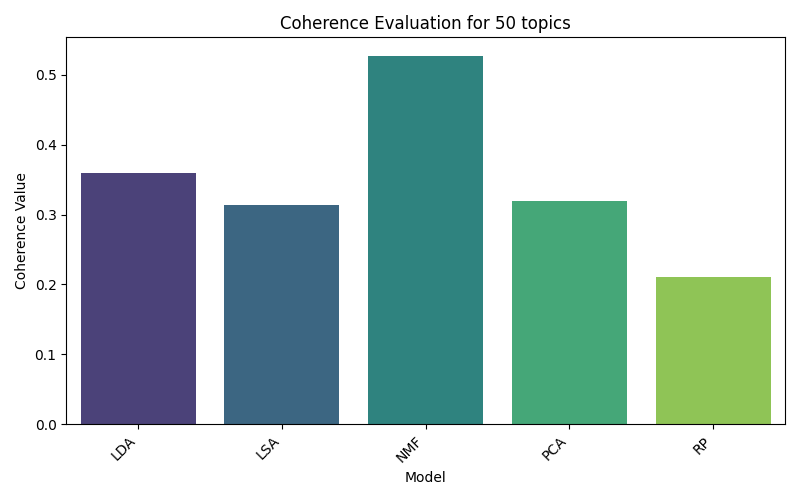 Coherence Evaluation for 50 topics
Coherence Value
0.5
0.4
0.3
0.2
0.1
0.0
LDA
LSA
NMF
PCA
RP
Model